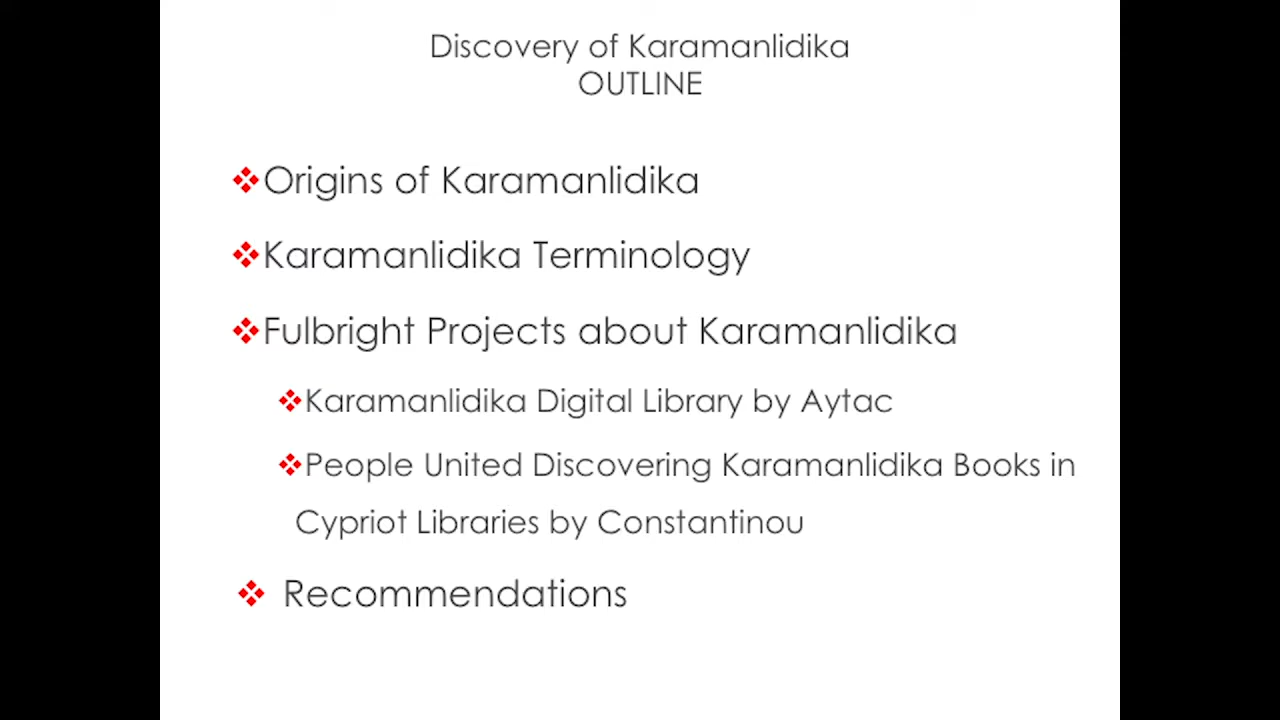 Discovery of Karamanlidika
OUTLINE
❖Origins of Karamanlidika
❖Karamanlidika Terminology
❖Fulbright Projects about Karamanlidika
❖Karamanlidika Digital Library by Aytac
❖People United Discovering Karamanlidika Books in
Cypriot Libraries by Constantinou
❖ Recommendations